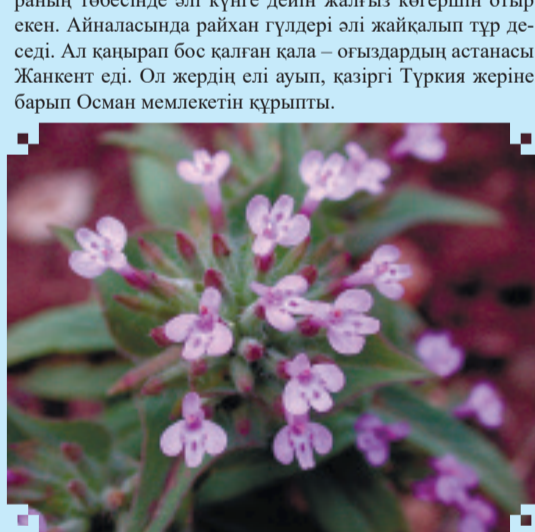 раның төбесінде әлі күнге дейін жалғыз көгершін отыр
екен. Айналасында райхан гүлдері әлі жайқалып тұр де-
седі. Ал қаңырап бос қалған қала – оғыздардың астанасы
Жанкент еді. Ол жердің елі ауып, қазіргі Түркия жеріне
барып Осман мемлекетін құрыпты.